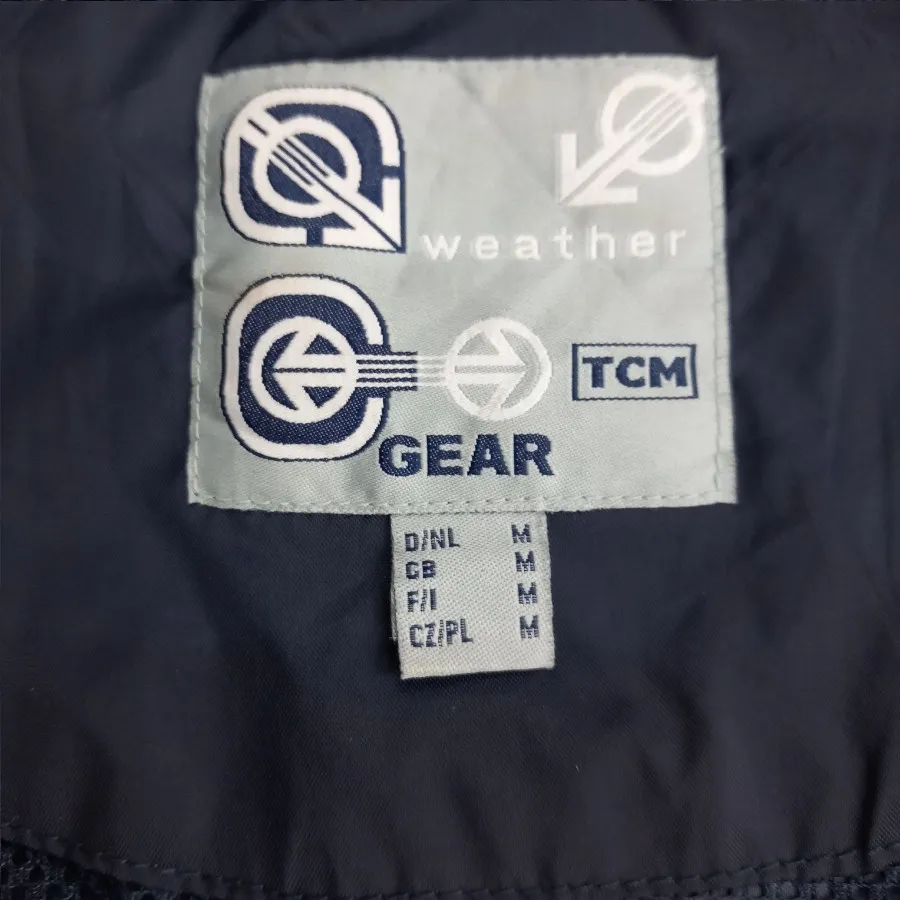 weather
TCM
GEAR
D/NL M
GB M
F/I M
CZ/PL M